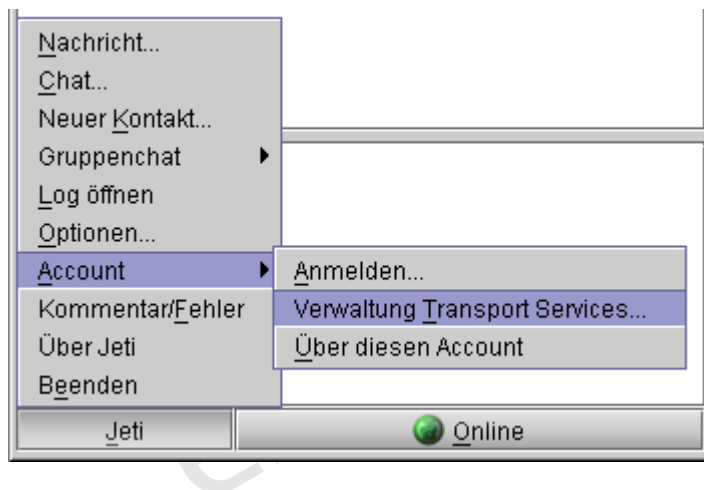 Nachricht...
Chat...
Neuer Kontakt...
Gruppenchat
Log öffnen
Optionen...
Account
Anmelden...
Kommentar/Fehler
Verwaltung Transport Services...
Über Jeti
Über diesen Account
Beenden
Jeti
Online